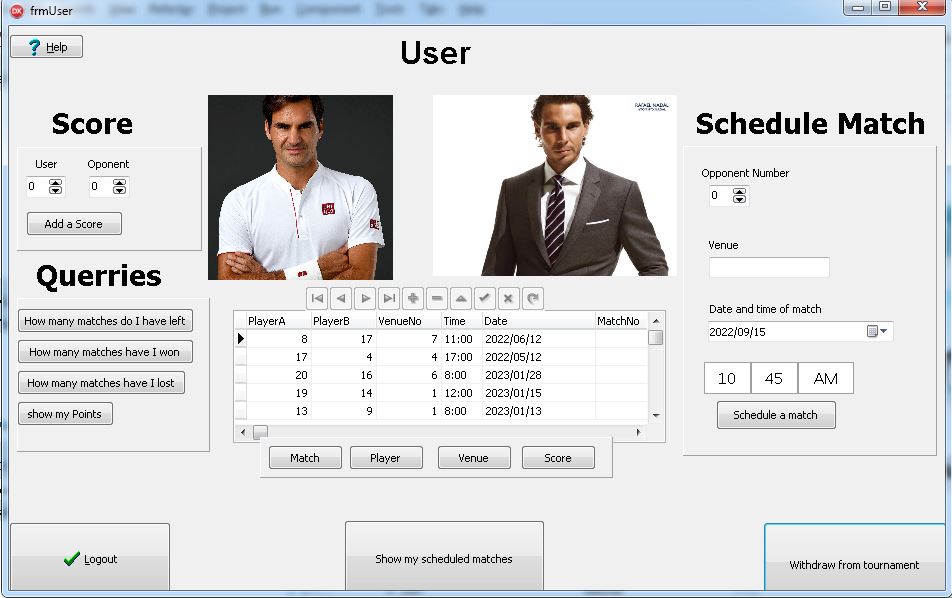 frmUser
Help
User
Score
User Oponent
0 0
Add a Score
Querries
How many matches do I have left
How many matches have I won
How many matches have I lost
show my Points
RAFAEL NADAL
PlayerA PlayerB VenueNo Time Date MatchNo
8 17 7 11:00 2022/06/12
17 4 4 17:00 2022/05/12
20 16 6 8:00 2023/01/28
19 14 1 12:00 2023/01/15
13 9 1 8:00 2023/01/13
Match Player Venue Score
Schedule Match
Opponent Number
0
Venue
Date and time of match
2022/09/15
10 45 AM
Schedule a match
Logout
Show my scheduled matches
Withdraw from tournament